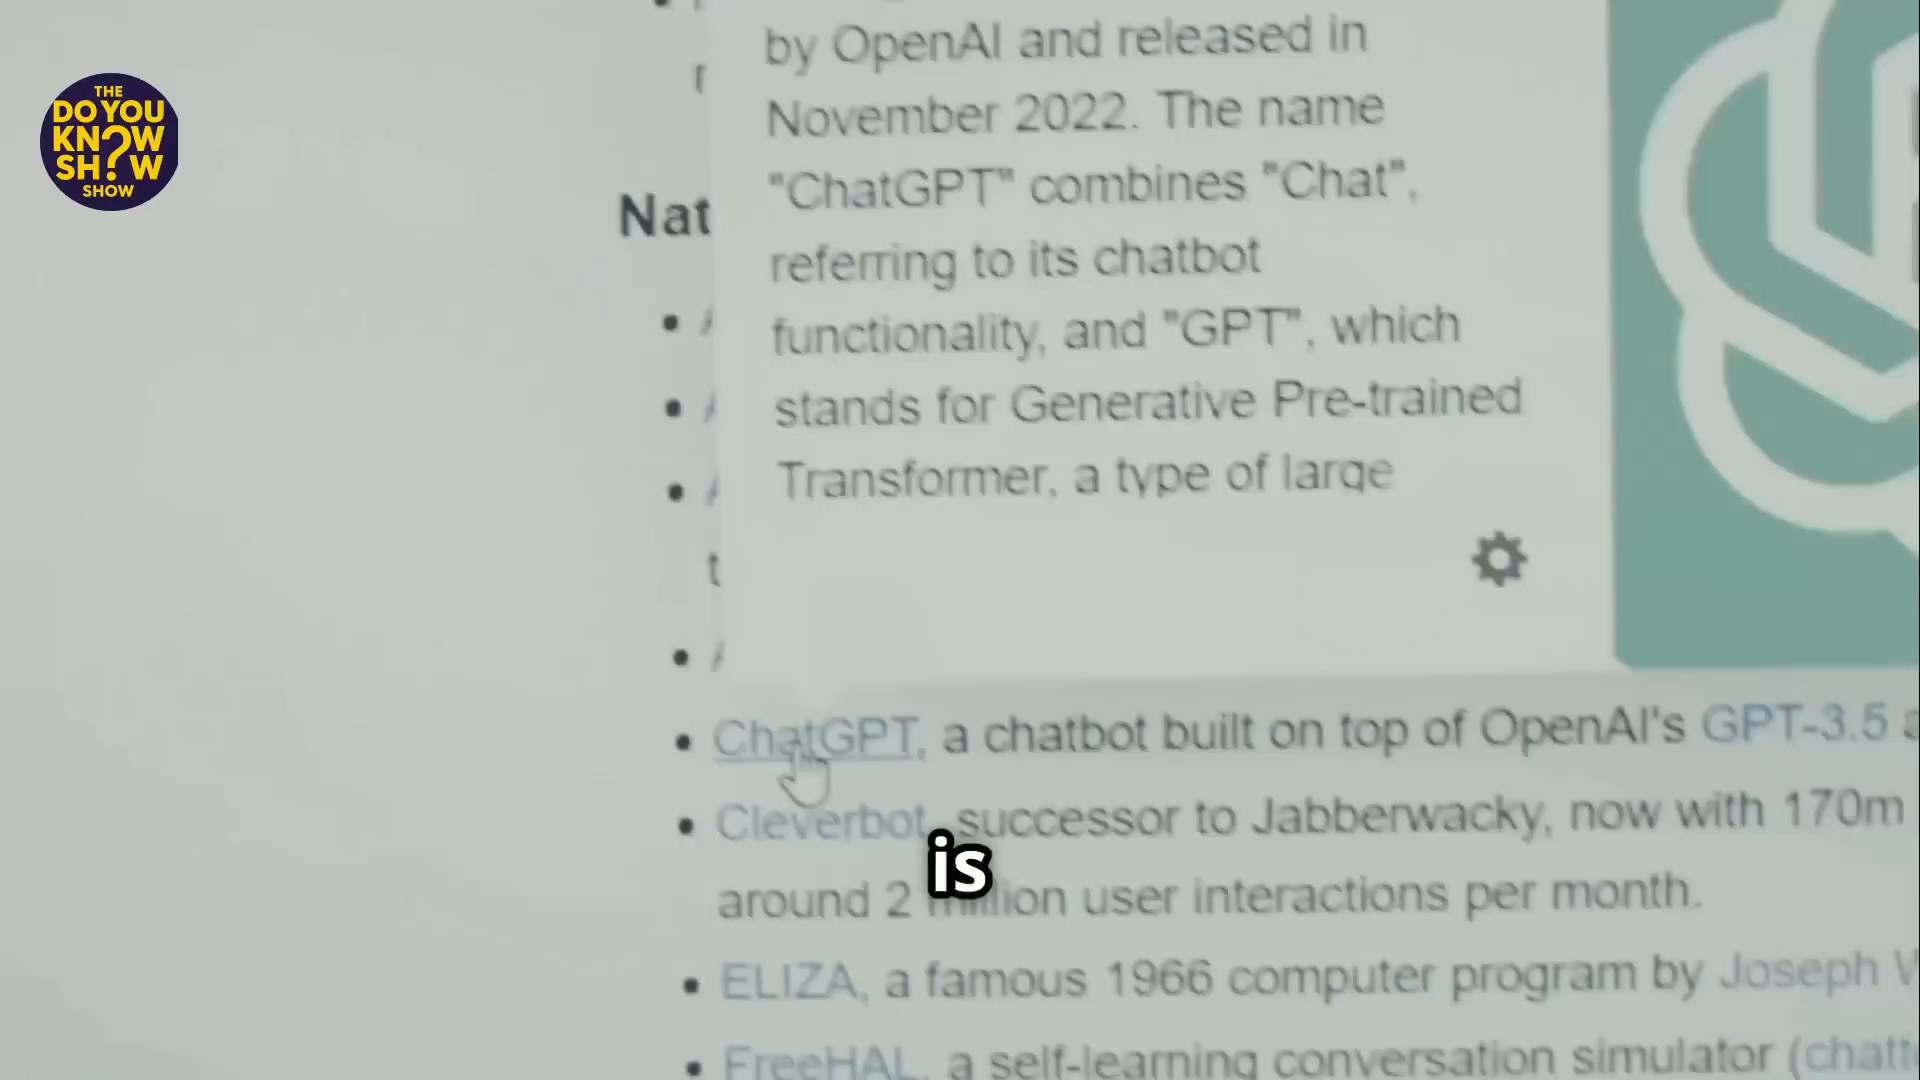 THE
DO YOU
KN?W
SH?W
SHOW
by OpenAI and released in
November 2022. The name
"ChatGPT" combines "Chat",
referring to its chatbot
functionality, and "GPT", which
stands for Generative Pre-trained
Transformer, a type of large
Nat
ChatGPT, a chatbot built on top of OpenAI's GPT-3.5
Cleverbot, successor to Jabberwacky, now with 170m
is
around 2 million user interactions per month.
ELIZA, a famous 1966 computer program by Joseph
FreeHAL, a self-learning conversation simulator